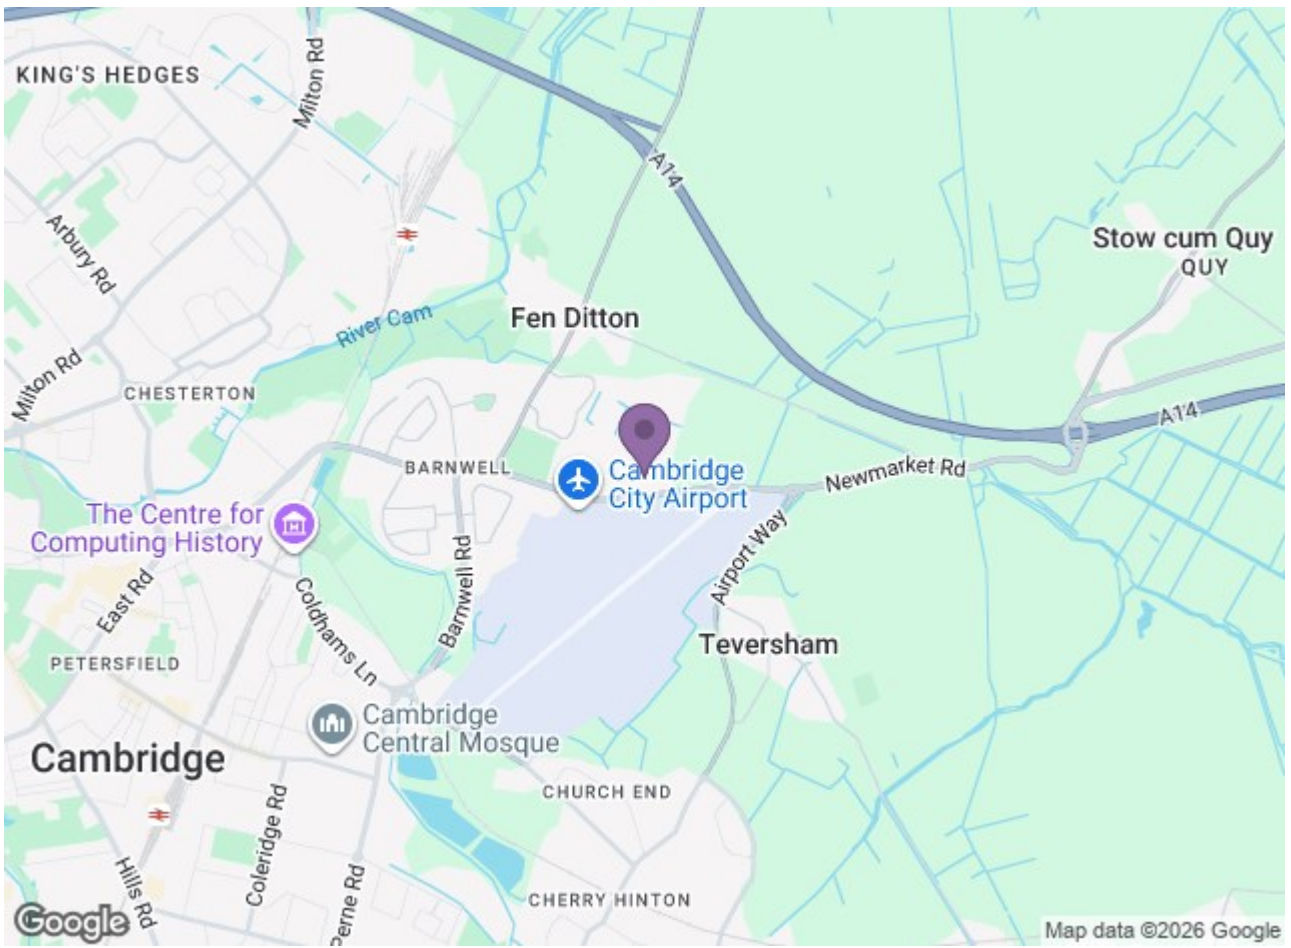 KING'S HEDGES
Milton Rd
A14
Arbury Rd
Stow cum Quy
QUY
River Cam
Fen Ditton
Milton Rd
CHESTERTON
A14
BARNWELL
Cambridge
City Airport
Newmarket Rd
The Centre for
Computing History
Airport Way
Barnwell Rd
East Rd
Coldhams Ln
Teversham
PETERSFIELD
Cambridge
Central Mosque
Cambridge
CHURCH END
Coleridge Rd
Hills Rd
Perne Rd
CHERRY HINTON
Google
Map data ©2026 Google